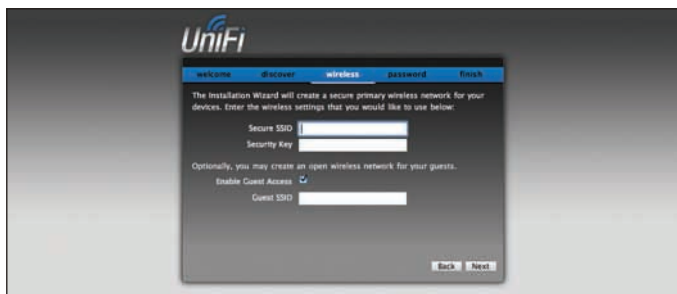 UniFi
welcome discover wireless password finish
The Installation Wizard will create a secure primary wireless network for your
devices. Enter the wireless settings that you would like to use below:
Secure SSID
Security Key
Optionally, you may create an open wireless network for your guests.
Enable Guest Access
Guest SSID
Back Next